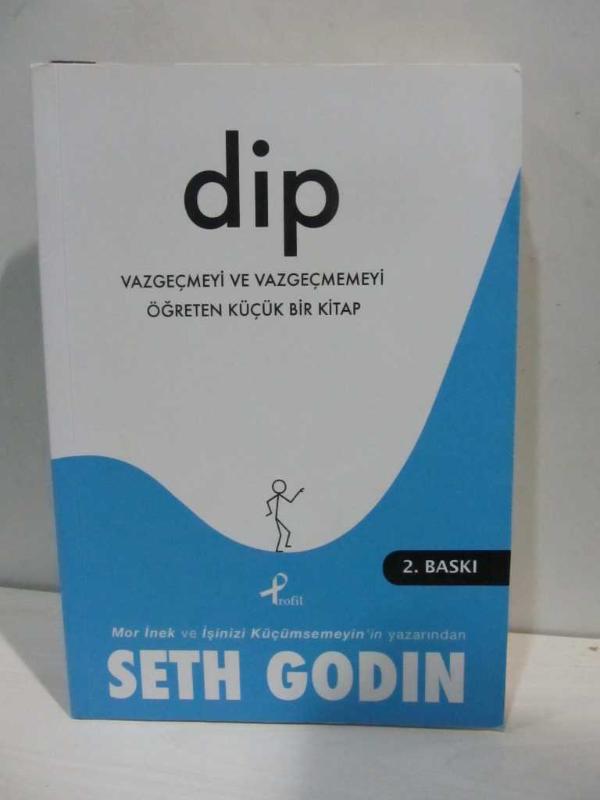 dip
VAZGEÇMEYİ VE VAZGEÇMEMEYİ
ÖĞRETEN KÜÇÜK BİR KİTAP
2. BASKI
Profit
Mor İnek ve İşinizi Küçümsemeyin'in yazarından
SETH GODIN